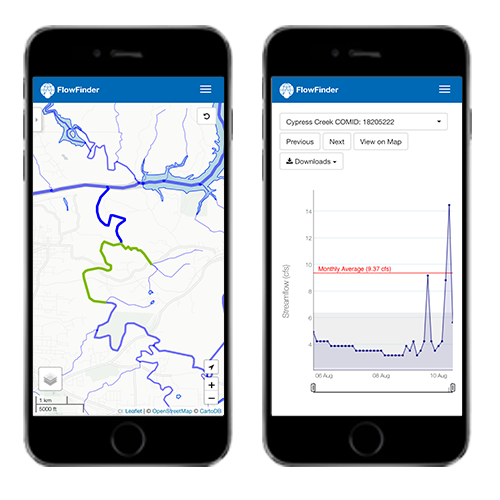 FlowFinder
1 km
5000 ft
Leaflet | © OpenStreetMap © CartoDB
FlowFinder
Cypress Creek COMID: 18205222
Previous
Next
View on Map
Downloads
Streamflow (cfs)
14
12
10
8
6
4
Monthly Average (9.37 cfs)
06 Aug
08 Aug
10 Aug